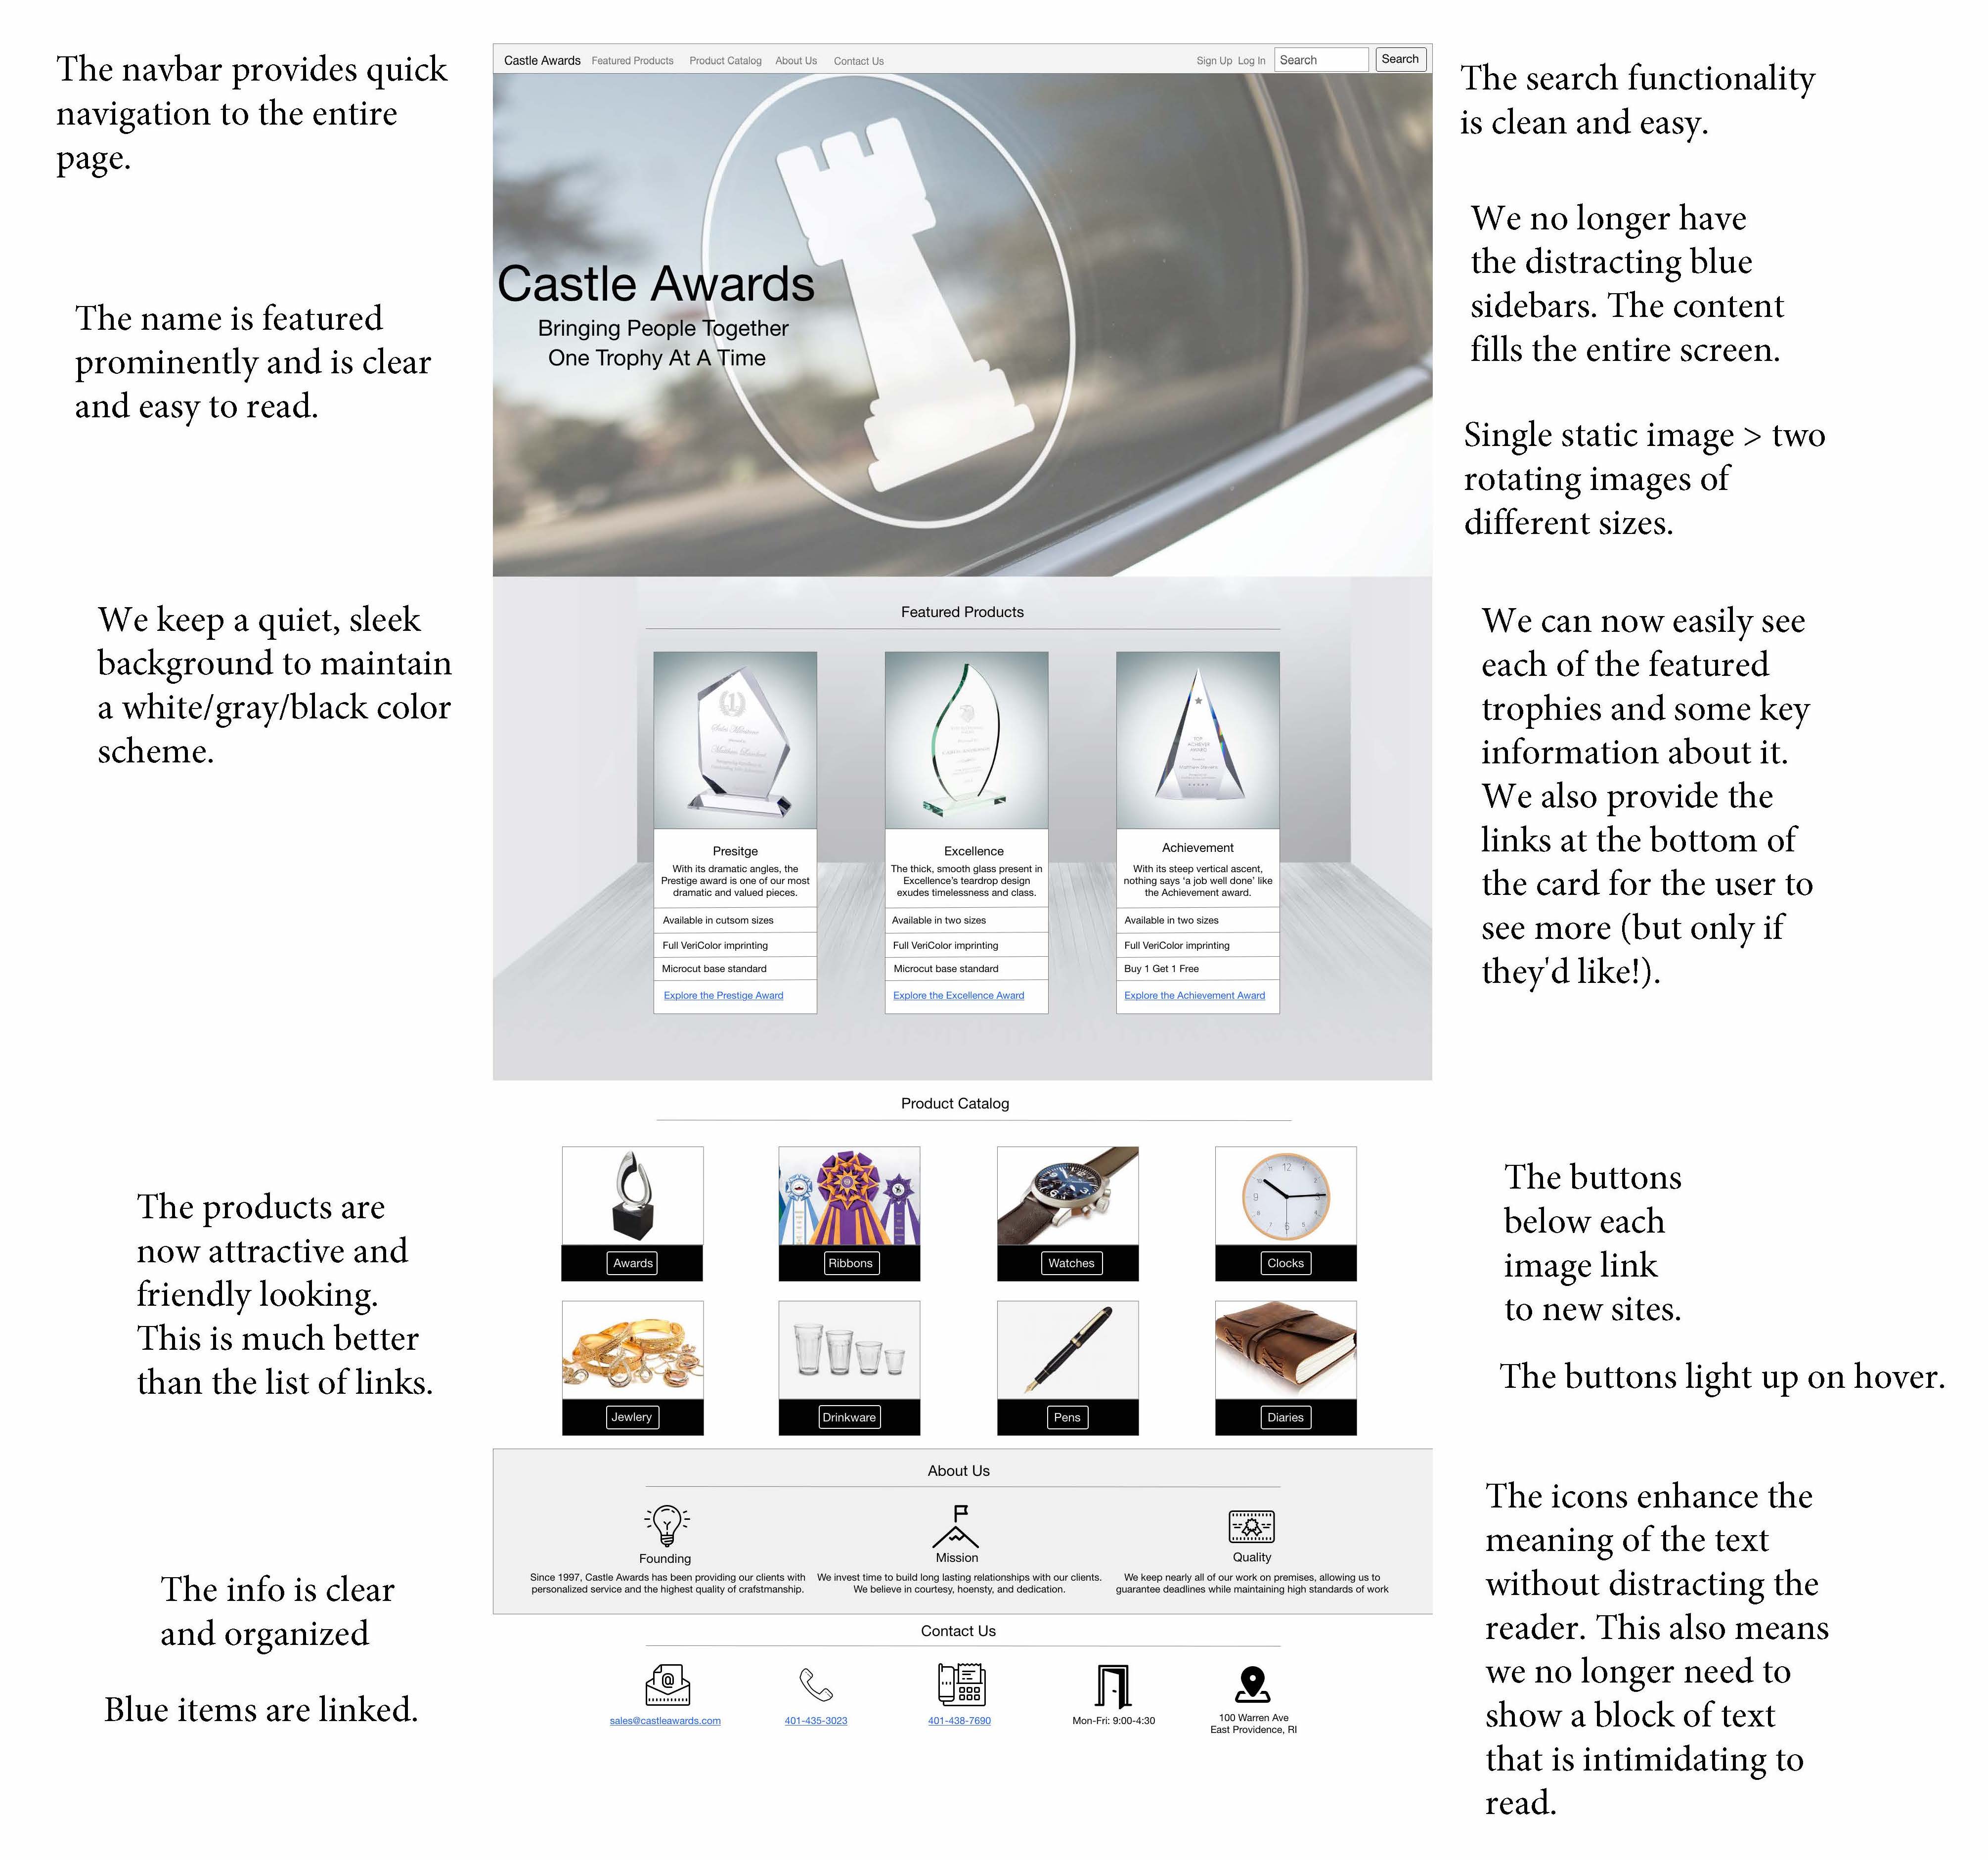 The navbar provides quick
navigation to the entire
page.
The name is featured
prominently and is clear
and easy to read.
We keep a quiet, sleek
background to maintain
a white/gray/black color
scheme.
The products are
now attractive and
friendly looking.
This is much better
than the list of links.
The info is clear
and organized
Blue items are linked.
Castle Awards Featured Products Product Catalog About Us Contact Us Sign Up Log In Search Search
Castle Awards
Bringing People Together
One Trophy At A Time
Featured Products
Presitge
With its dramatic angles, the
Prestige award is one of our most
dramatic and valued pieces.
Available in cutsom sizes
Full VeriColor imprinting
Microcut base standard
Explore the Prestige Award
Excellence
The thick, smooth glass present in
Excellence's teardrop design
exudes timelessness and class.
Available in two sizes
Full VeriColor imprinting
Microcut base standard
Explore the Excellence Award
TOP
ACHIEVER
AWARD
Achievement
With its steep vertical ascent,
nothing says 'a job well done' like
the Achievement award.
Available in two sizes
Full VeriColor imprinting
Buy 1 Get 1 Free
Explore the Achievement Award
Product Catalog
Awards Ribbons Watches Clocks
Jewlery Drinkware Pens Diaries
About Us
Founding
Since 1997, Castle Awards has been providing our clients with
personalized service and the highest quality of crafstmanship.
Mission
We invest time to build long lasting relationships with our clients.
We believe in courtesy, hoensty, and dedication.
Quality
We keep nearly all of our work on premises, allowing us to
guarantee deadlines while maintaining high standards of work
Contact Us
sales@castleawards.com
401-435-3023
401-438-7690
Mon-Fri: 9:00-4:30
100 Warren Ave
East Providence, RI
The search functionality
is clean and easy.
We no longer have
the distracting blue
sidebars. The content
fills the entire screen.
Single static image > two
rotating images of
different sizes.
We can now easily see
each of the featured
trophies and some key
information about it.
We also provide the
links at the bottom of
the card for the user to
see more (but only if
they'd like!).
The buttons
below each
image link
to new sites.
The buttons light up on hover.
The icons enhance the
meaning of the text
without distracting the
reader. This also means
we no longer need to
show a block of text
that is intimidating to
read.